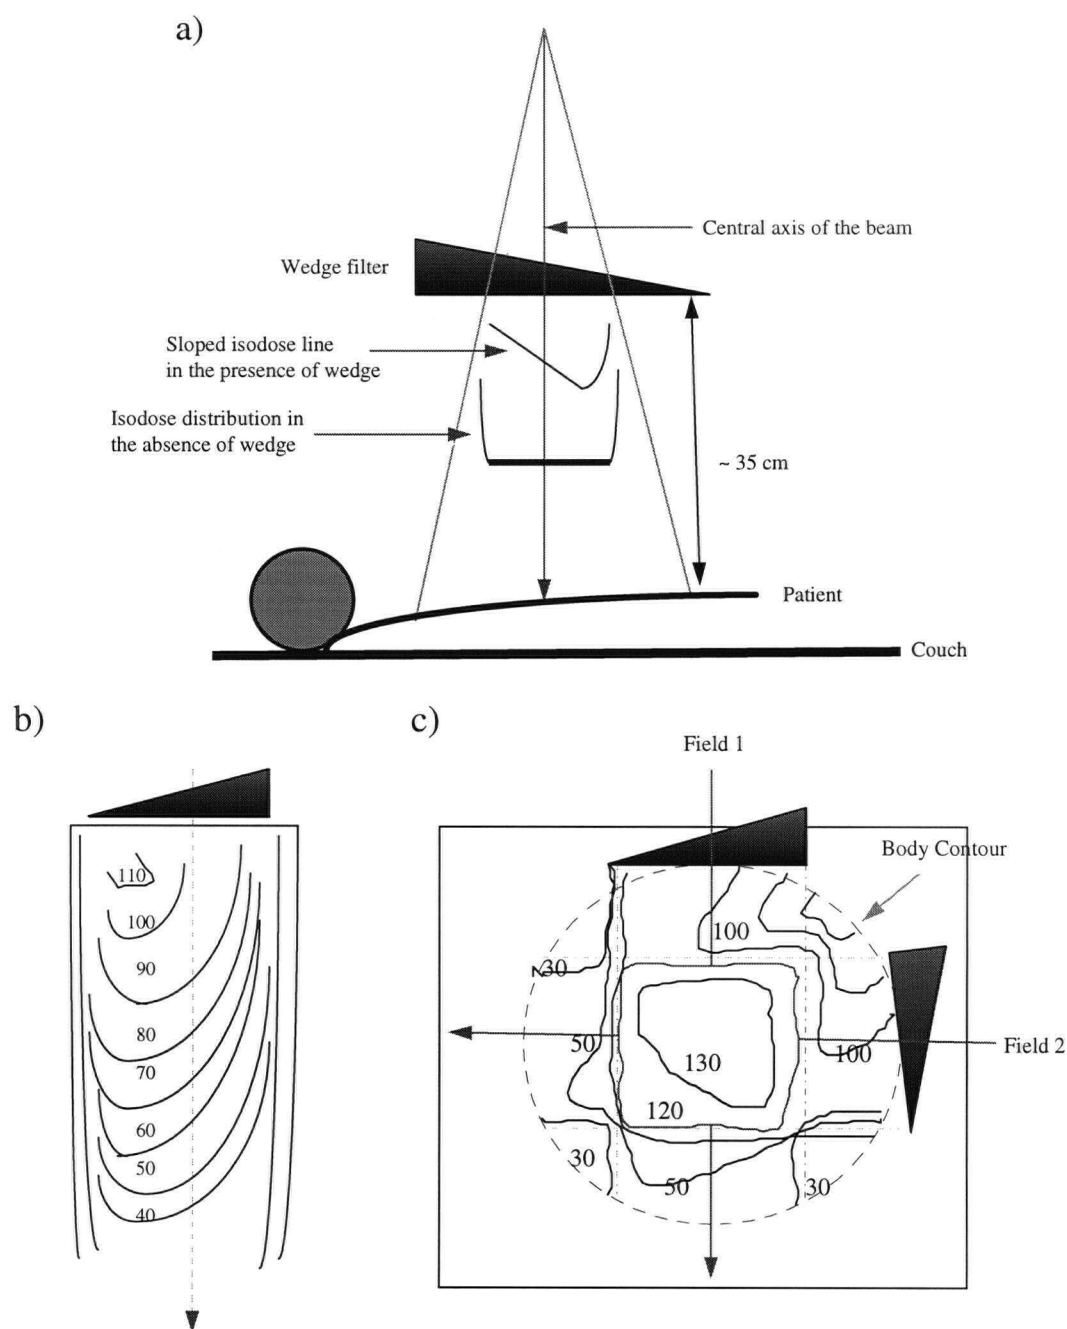 a)
Central axis of the beam
Wedge filter
Sloped isodose line
in the presence of wedge
Isodose distribution in
the absence of wedge
~ 35 cm
Patient
Couch
b)
c)
Field 1
Body Contour
110
100
90
80
70
60
50
40
100
30
50
130
100
Field 2
120
30
50
30